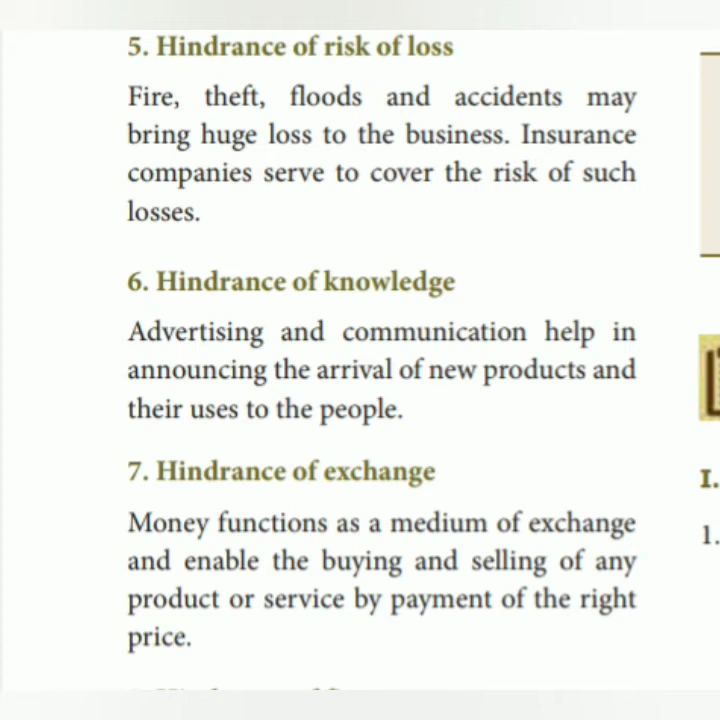 5. Hindrance of risk of loss
Fire, theft, floods and accidents may
bring huge loss to the business. Insurance
companies serve to cover the risk of such
losses.
6. Hindrance of knowledge
Advertising and communication help in
announcing the arrival of new products and
their uses to the people.
7. Hindrance of exchange
Money functions as a medium of exchange
and enable the buying and selling of any
product or service by payment of the right
price.
I.
1.